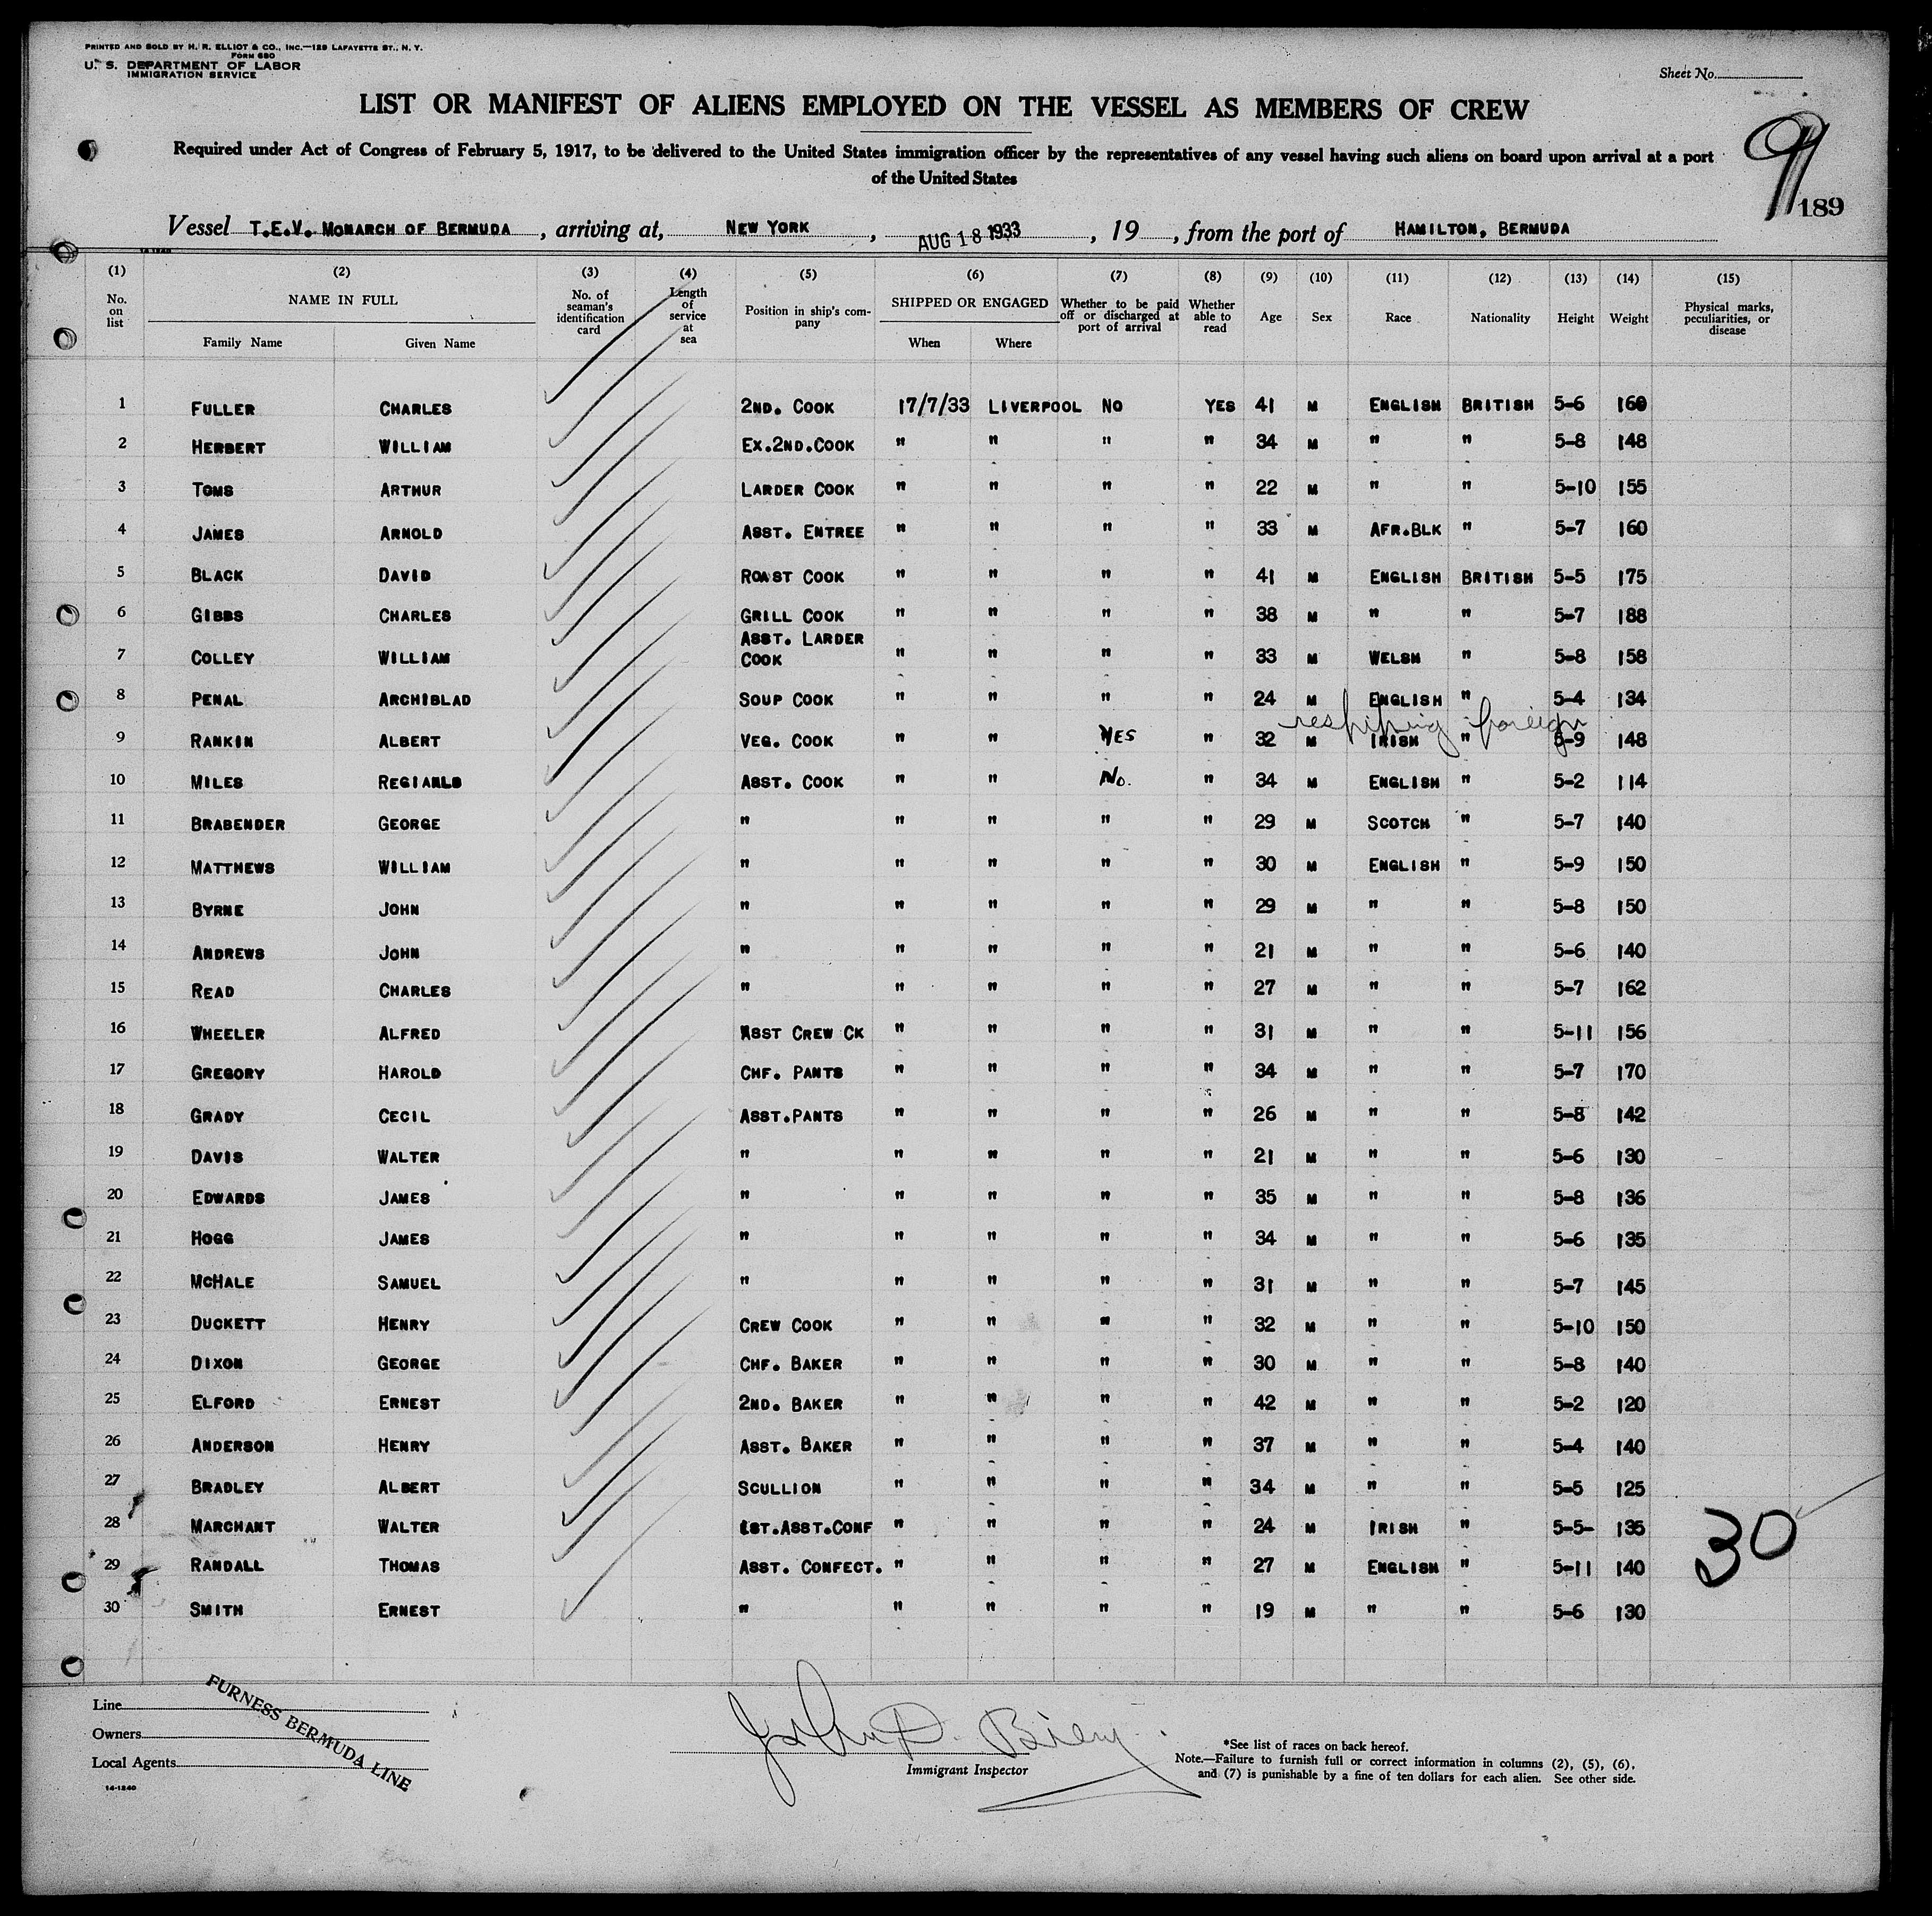 PRINTED AND SOLD BY H. R. ELLIOT & CO., INC.—129 LAFAYETTE ST., N. Y.
FORM 680
U. S. DEPARTMENT OF LABOR
IMMIGRATION SERVICE
Sheet No.
LIST OR MANIFEST OF ALIENS EMPLOYED ON THE VESSEL AS MEMBERS OF CREW
Required under Act of Congress of February 5, 1917, to be delivered to the United States immigration officer by the representatives of any vessel having such aliens on board upon arrival at a port
of the United States
189
Vessel T.E.V. MONARCH OF BERMUDA, arriving at, NEW YORK, AUG 18 1933, 19, from the port of HAMILTON, BERMUDA
14-1240
(1) (2) (3) (4) (5) (6) (7) (8) (9) (10) (11) (12) (13) (14) (15)
No. on list NAME IN FULL Family Name Given Name No. of seaman's identification card Length of service at sea Position in ship's company SHIPPED OR ENGAGED When Where Whether to be paid off or discharged at port of arrival Whether able to read Age Sex Race Nationality Height Weight Physical marks, peculiarities, or disease
1 FULLER CHARLES 2ND. COOK 17/7/33 LIVERPOOL NO YES 41 M ENGLISH BRITISH 5-6 160
2 HERBERT WILLIAM EX.2ND.COOK " " " " 34 M " " 5-8 148
3 TOMS ARTHUR LARDER COOK " " " " 22 M " " 5-10 155
4 JAMES ARNOLD ASST. ENTREE " " " " 33 M AFR.BLK " 5-7 160
5 BLACK DAVID ROAST COOK " " " " 41 M ENGLISH BRITISH 5-5 175
6 GIBBS CHARLES GRILL COOK " " " " 38 M " " 5-7 188
7 COLLEY WILLIAM ASST. LARDER COOK " " " " 33 M WELSH " 5-8 158
8 PENAL ARCHIBLAD SOUP COOK " " " " 24 M ENGLISH " 5-4 134
reshiping foreign
9 RANKIN ALBERT VEG. COOK " " YES " 32 M IRISH " 5-9 148
10 MILES REGIANLD ASST. COOK " " No. " 34 M ENGLISH " 5-2 114
11 BRABENDER GEORGE " " " " " 29 M SCOTCH " 5-7 140
12 MATTHEWS WILLIAM " " " " " 30 M ENGLISH " 5-9 150
13 BYRNE JOHN " " " " " 29 M " " 5-8 150
14 ANDREWS JOHN " " " " " 21 M " " 5-6 140
15 READ CHARLES " " " " " 27 M " " 5-7 162
16 WHEELER ALFRED ASST CREW CK " " " " 31 M " " 5-11 156
17 GREGORY HAROLD CHF. PANTS " " " " 34 M " " 5-7 170
18 GRADY CECIL ASST.PANTS " " " " 26 M " " 5-8 142
19 DAVIS WALTER " " " " " 21 M " " 5-6 130
20 EDWARDS JAMES " " " " " 35 M " " 5-8 136
21 HOGG JAMES " " " " " 34 M " " 5-6 135
22 MCHALE SAMUEL " " " " " 31 M " " 5-7 145
23 DUCKETT HENRY CREW COOK " " " " 32 M " " 5-10 150
24 DIXON GEORGE CHF. BAKER " " " " 30 M " " 5-8 140
25 ELFORD ERNEST 2ND. BAKER " " " " 42 M " " 5-2 120
26 ANDERSON HENRY ASST. BAKER " " " " 37 M " " 5-4 140
27 BRADLEY ALBERT SCULLION " " " " 34 M " " 5-5 125
28 MARCHANT WALTER 1ST.ASST.CONF " " " " 24 M IRISH " 5-5- 135
29 RANDALL THOMAS ASST. CONFECT. " " " " 27 M ENGLISH " 5-11 140
30
30 SMITH ERNEST " " " " " 19 M " " 5-6 130
Line
Owners
Local Agents
FURNESS BERMUDA LINE
14-1240
John D.
Immigrant Inspector
*See list of races on back hereof.
Note.—Failure to furnish full or correct information in columns (2), (5), (6),
and (7) is punishable by a fine of ten dollars for each alien. See other side.